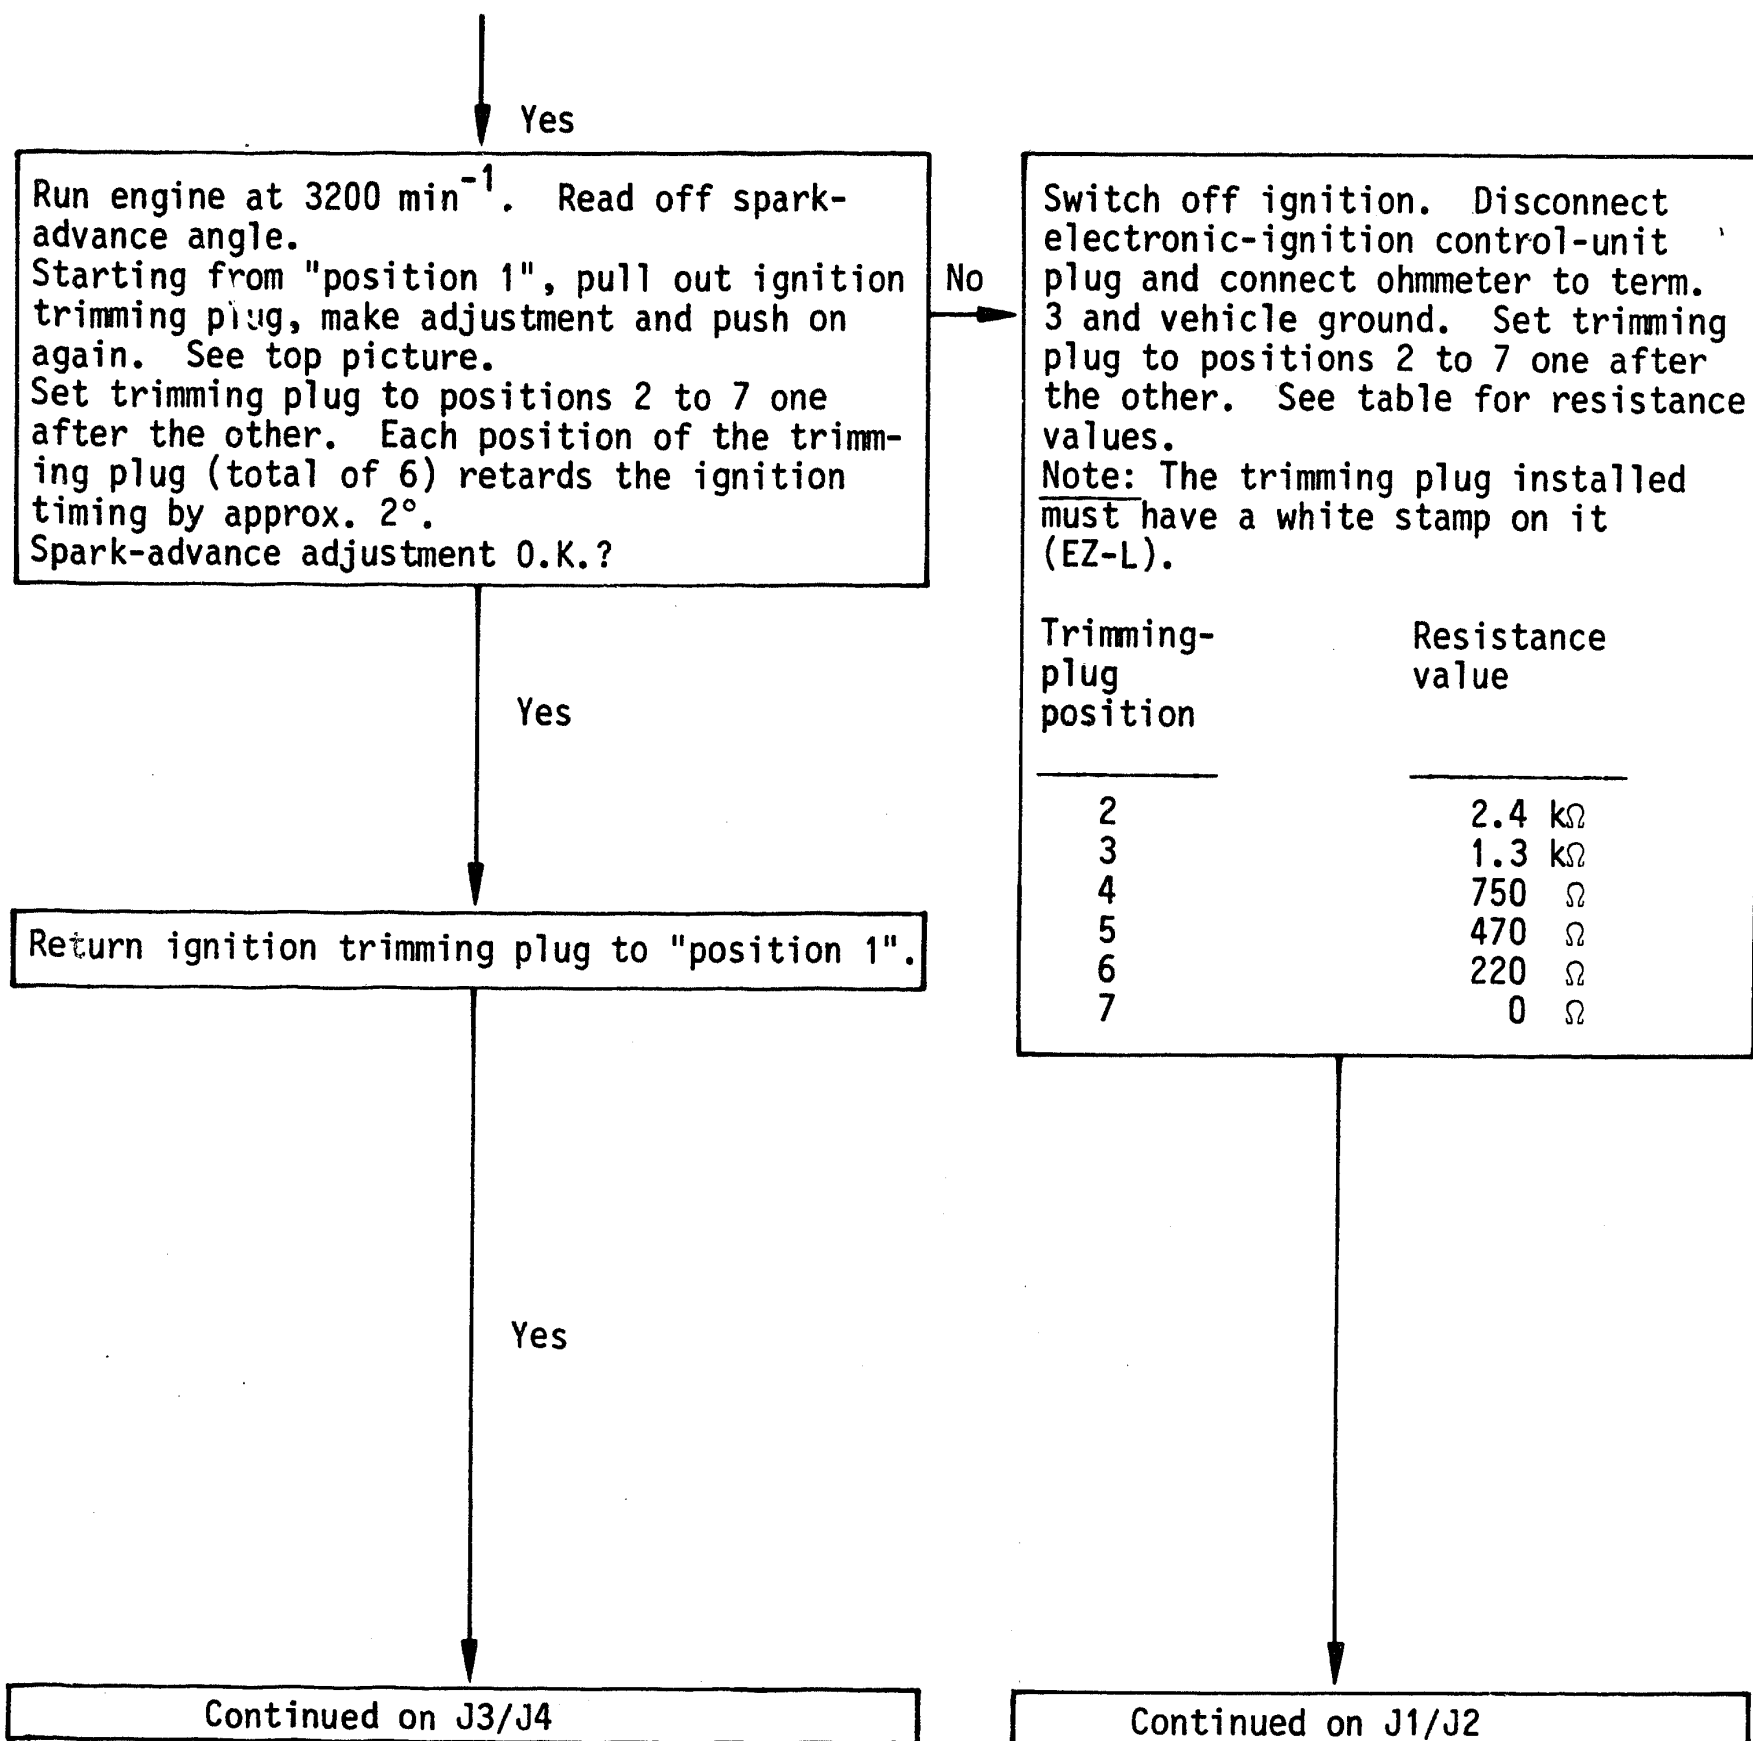 Yes
Run engine at 3200 min⁻¹. Read off spark-
advance angle.
Starting from "position 1", pull out ignition
trimming plug, make adjustment and push on
again. See top picture.
Set trimming plug to positions 2 to 7 one
after the other. Each position of the trimm-
ing plug (total of 6) retards the ignition
timing by approx. 2°.
Spark-advance adjustment O.K.?
No
Switch off ignition. Disconnect
electronic-ignition control-unit
plug and connect ohmmeter to term.
3 and vehicle ground. Set trimming
plug to positions 2 to 7 one after
the other. See table for resistance
values.
Note: The trimming plug installed
must have a white stamp on it
(EZ-L).
Trimming- Resistance
plug value
position
2 2.4 kΩ
3 1.3 kΩ
4 750 Ω
5 470 Ω
6 220 Ω
7 0 Ω
Yes
Return ignition trimming plug to "position 1".
Yes
Continued on J3/J4
Continued on J1/J2